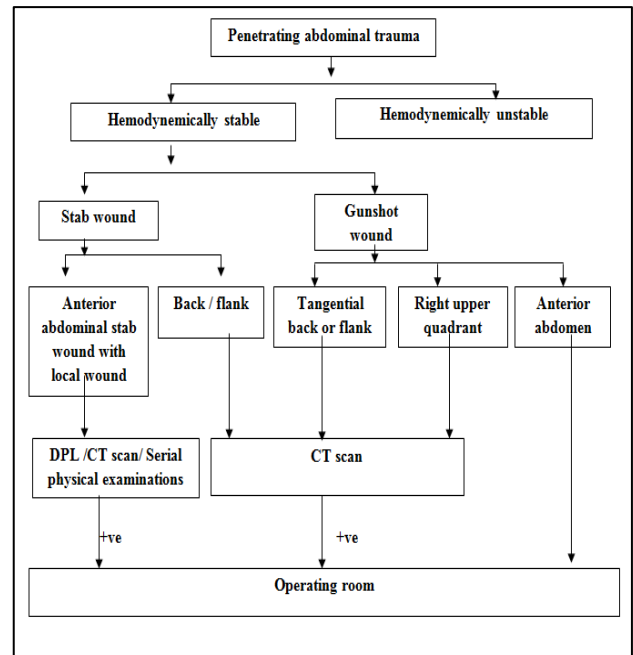 Penetrating abdominal trauma
Hemodynemically stable
Hemodynemically unstable
Stab wound
Gunshot
wound
Anterior
abdominal stab
wound with
local wound
Back / flank
Tangential
back or flank
Right upper
quadrant
Anterior
abdomen
DPL /CT scan/ Serial
physical examinations
CT scan
+ve
+ve
Operating room